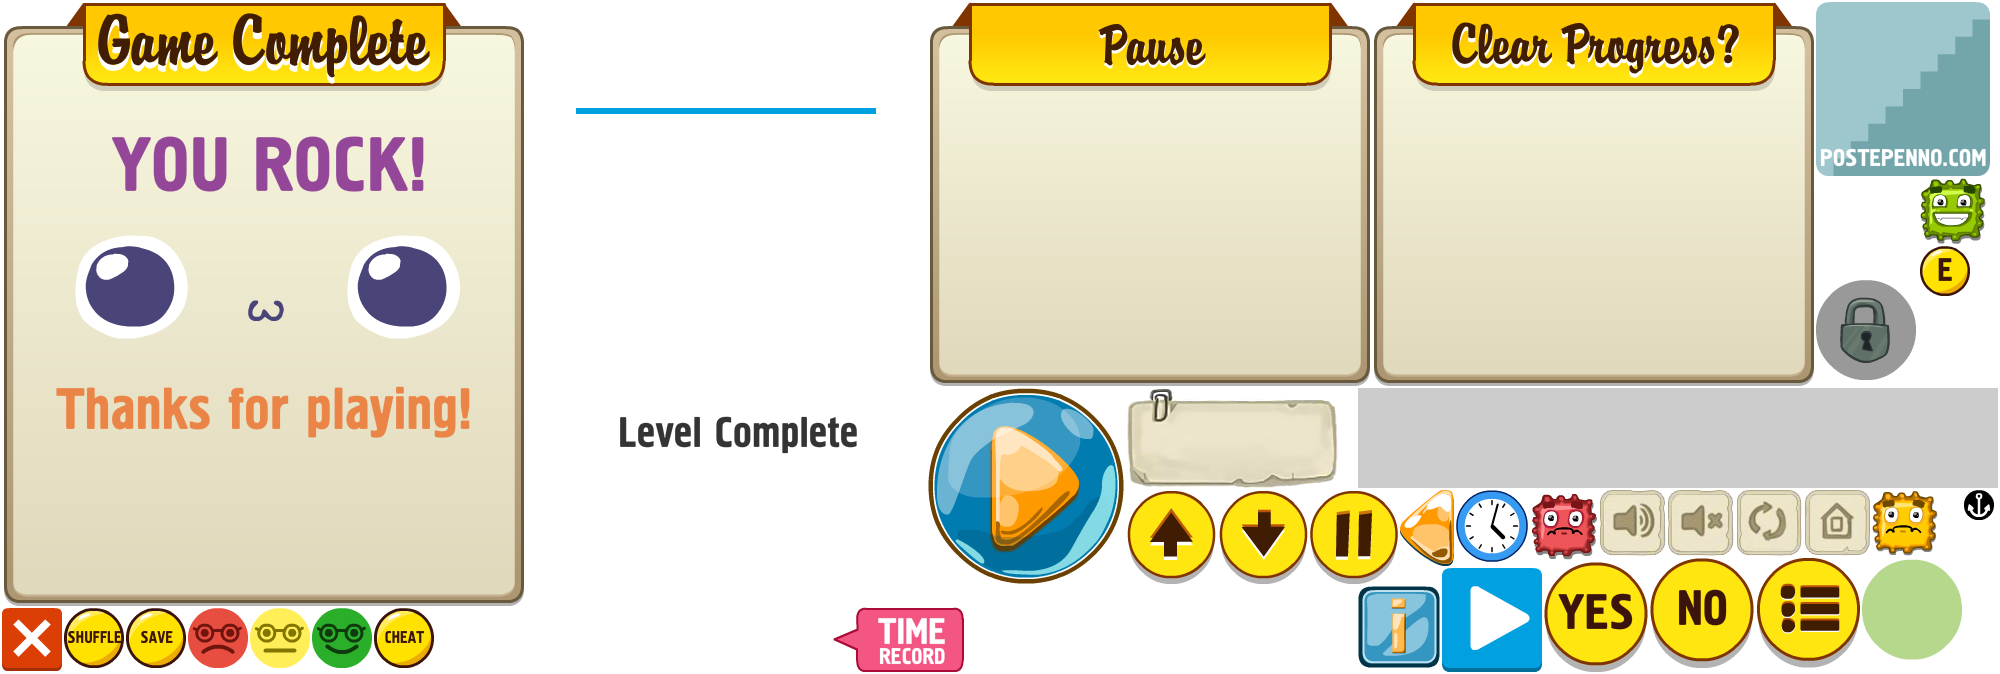 Game Complete
YOU ROCK!
Thanks for playing!
Level Complete
Pause
Clear Progress?
POSTEPENNO.COM
E
SHUFFLE
SAVE
CHEAT
TIME
RECORD
i
YES
NO